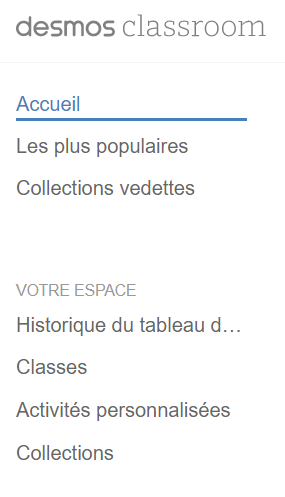 desmos classroom
Accueil
Les plus populaires
Collections vedettes
VOTRE ESPACE
Historique du tableau d…
Classes
Activités personnalisées
Collections